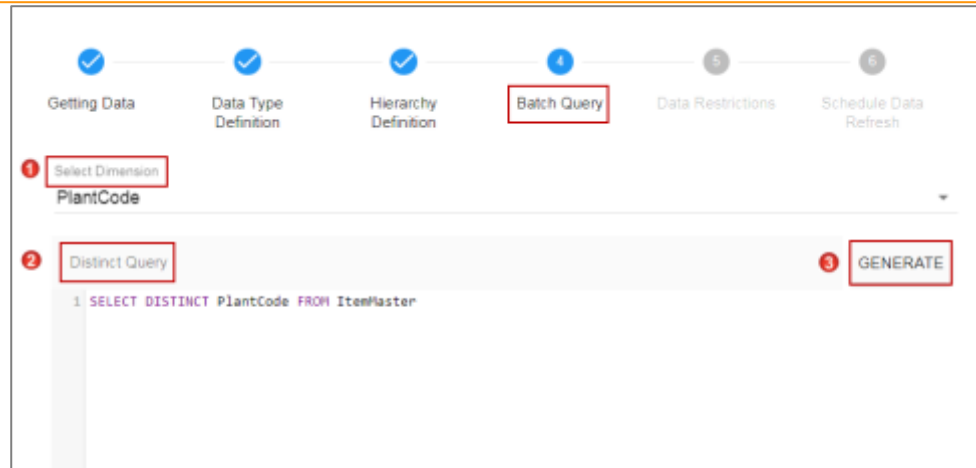 4
5
6
Getting Data
Data Type
Definition
Hierarchy
Definition
Batch Query
Data Restrictions
Schedule Data
Refresh
1 Select Dimension
PlantCode
2 Distinct Query
3 GENERATE
1 SELECT DISTINCT PlantCode FROM ItemMaster